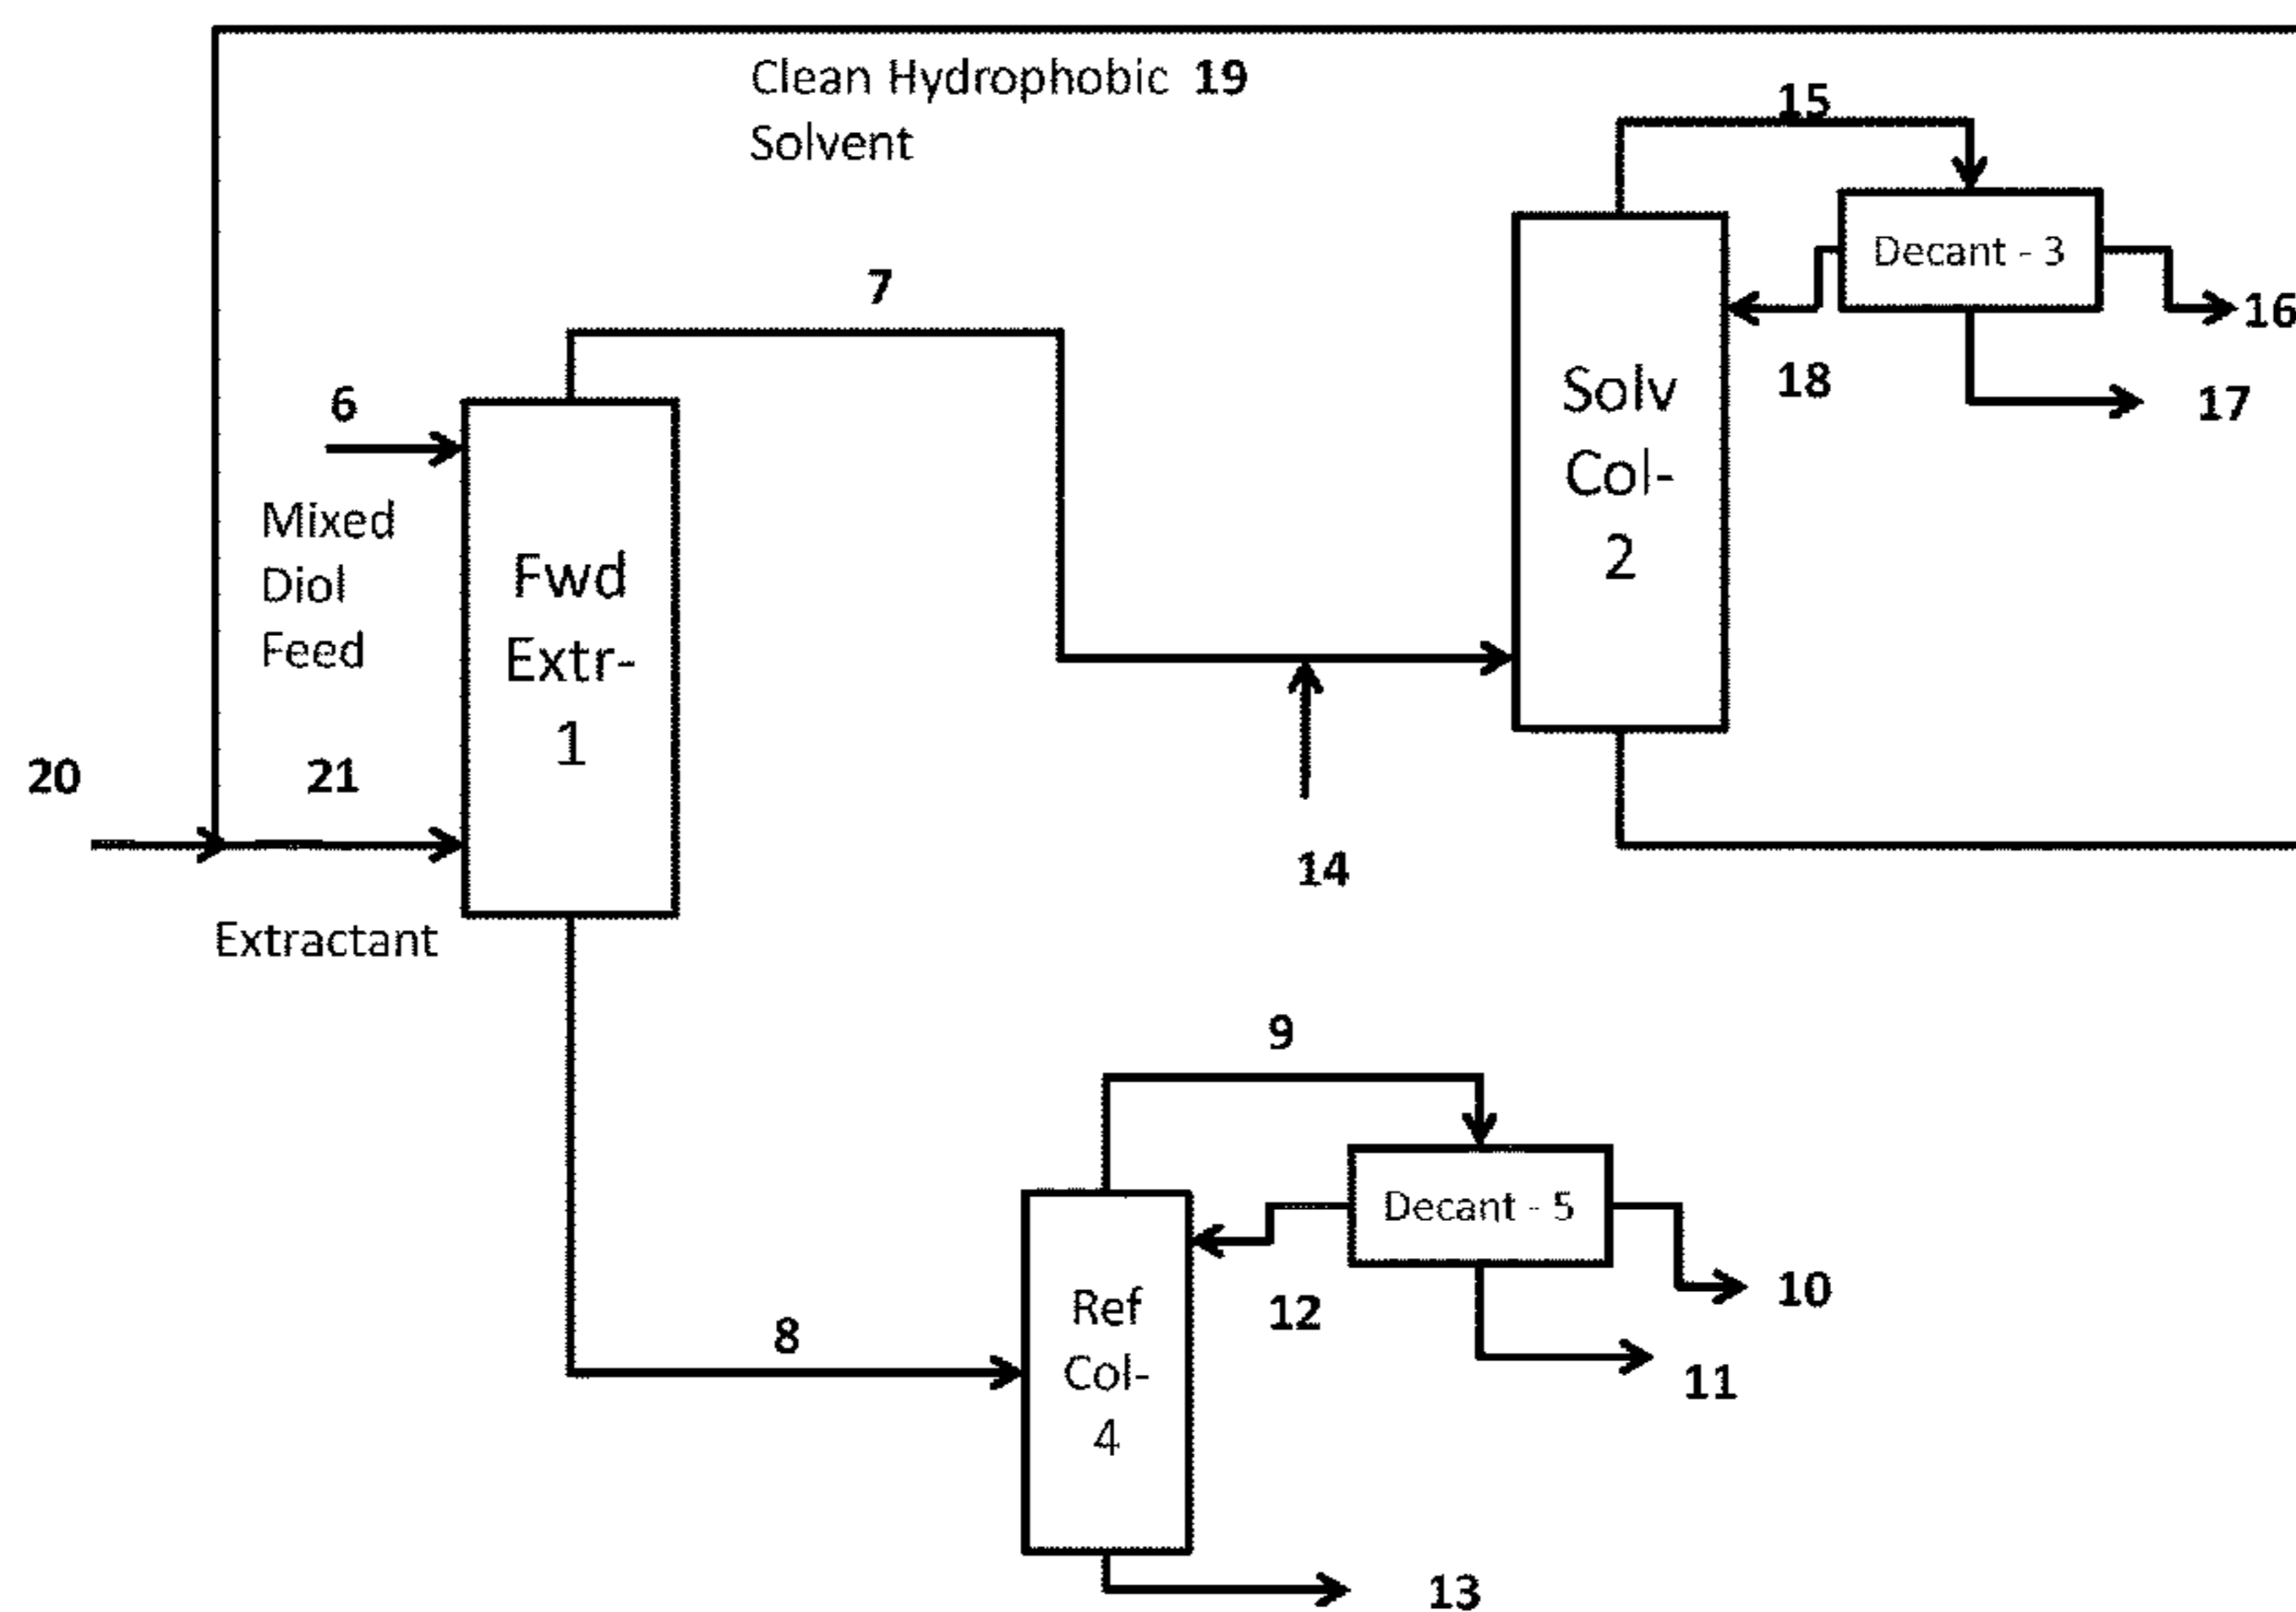 Clean Hydrophobic 19
Solvent
15
Decant - 3
16
18
17
7
6
Solv
Col-
2
Mixed
Diol
Feed
Fwd
Extr-
1
20
21
14
Extractant
9
Decant - 5
10
12
11
Ref
Col-
4
8
13